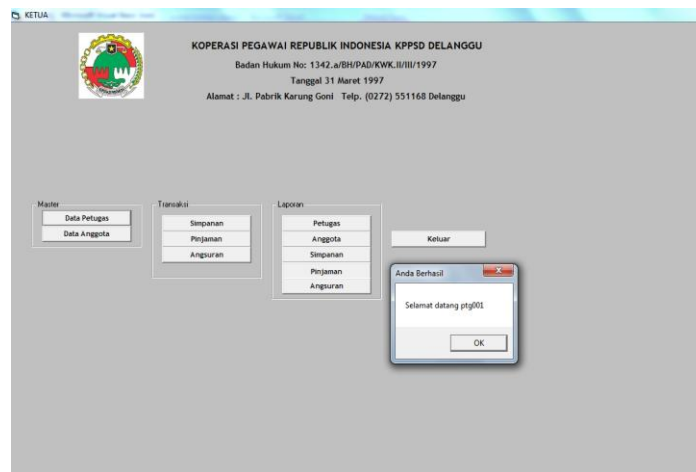 KETUA
KOPERASI PEGAWAI REPUBLIK INDONESIA KPPSD DELANGGU
Badan Hukum No: 1342.a/BH/PAD/KWK.II/III/1997
Tanggal 31 Maret 1997
Alamat : Jl. Pabrik Karung Goni Telp. (0272) 551168 Delanggu
Master
Data Petugas
Data Anggota
Transaksi
Simpanan
Pinjaman
Angsuran
Laporan
Petugas
Anggota
Simpanan
Pinjaman
Angsuran
Keluar
Anda Berhasil
Selamat datang ptg001
OK